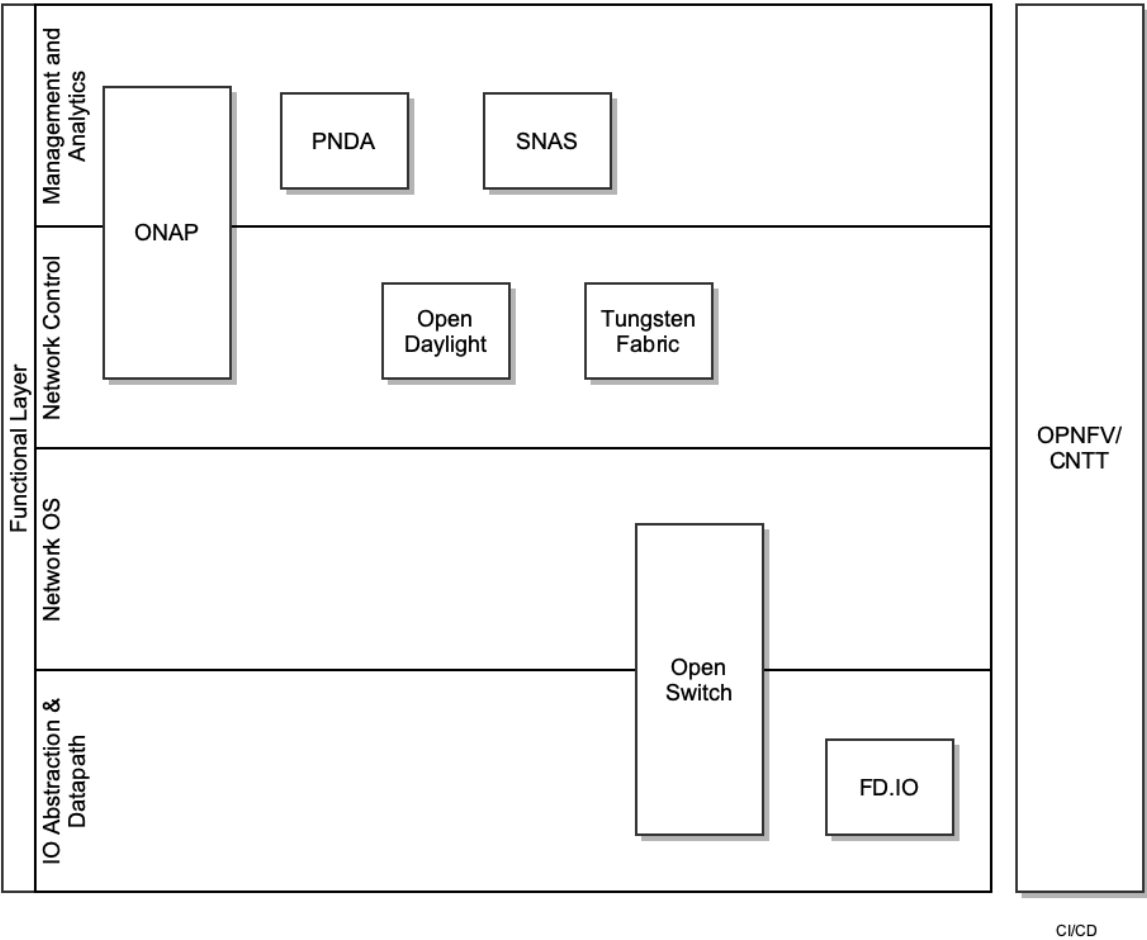 Functional Layer
Management and
Analytics
PNDA
SNAS
ONAP
Network Control
Open
Daylight
Tungsten
Fabric
Network OS
Open
Switch
IO Abstraction &
Datapath
FD.IO
OPNFV/
CNTT
CI/CD